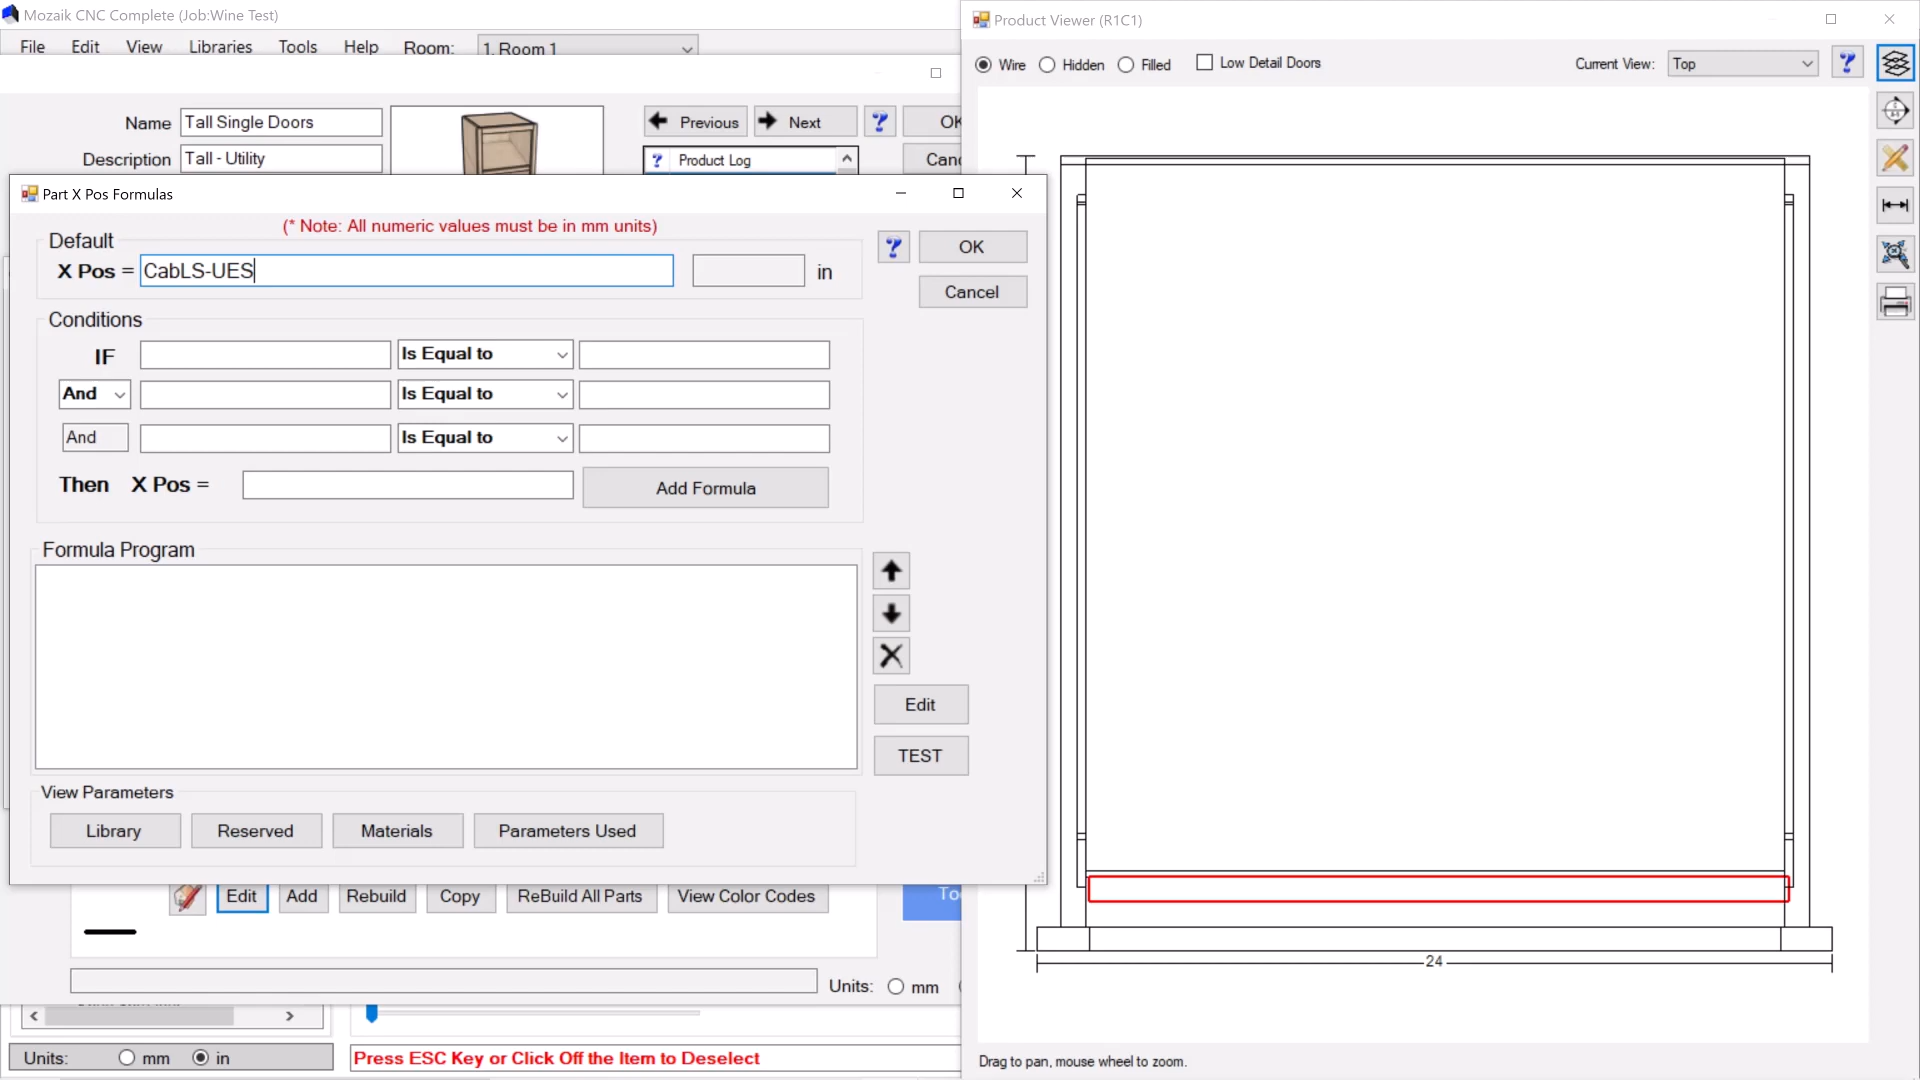 Mozaik CNC Complete (Job:Wine Test)
File Edit View Libraries Tools Help Room: 1. Room 1
Name Tall Single Doors
Description Tall - Utility
Previous Next ? OK
? Product Log
Part X Pos Formulas
(* Note: All numeric values must be in mm units)
Default
X Pos = CabLS-UES in
? OK
Cancel
Conditions
IF Is Equal to
And Is Equal to
And Is Equal to
Then X Pos = Add Formula
Formula Program
Edit
TEST
View Parameters
Library Reserved Materials Parameters Used
Edit Add Rebuild Copy ReBuild All Parts View Color Codes
Units: mm
Units: mm in
Press ESC Key or Click Off the Item to Deselect
Product Viewer (R1C1)
Wire Hidden Filled Low Detail Doors Current View: Top ?
24
Drag to pan, mouse wheel to zoom.